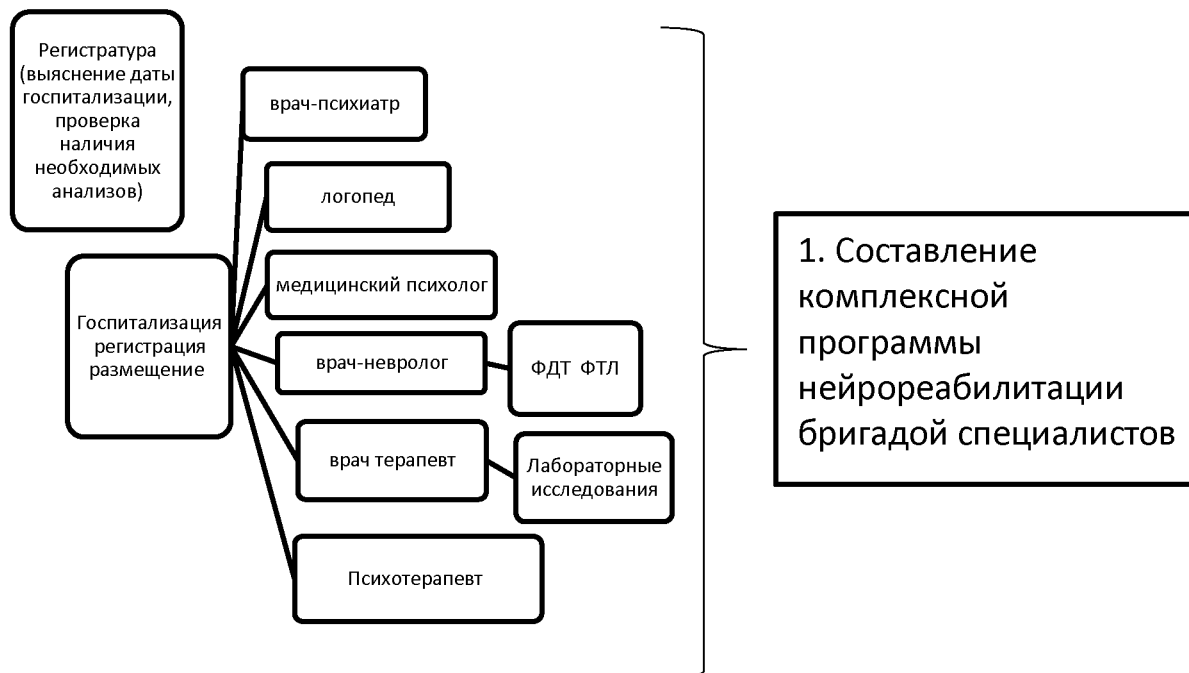 Регистратура
(выяснение даты
госпитализации,
проверка
наличия
необходимых
анализов)
врач-психиатр
логопед
медицинский психолог
Госпитализация
регистрация
размещение
врач-невролог
ФДТ ФТЛ
врач терапевт
Лабораторные
исследования
Психотерапевт
1. Составление
комплексной
программы
нейрореабилитации
бригадой специалистов